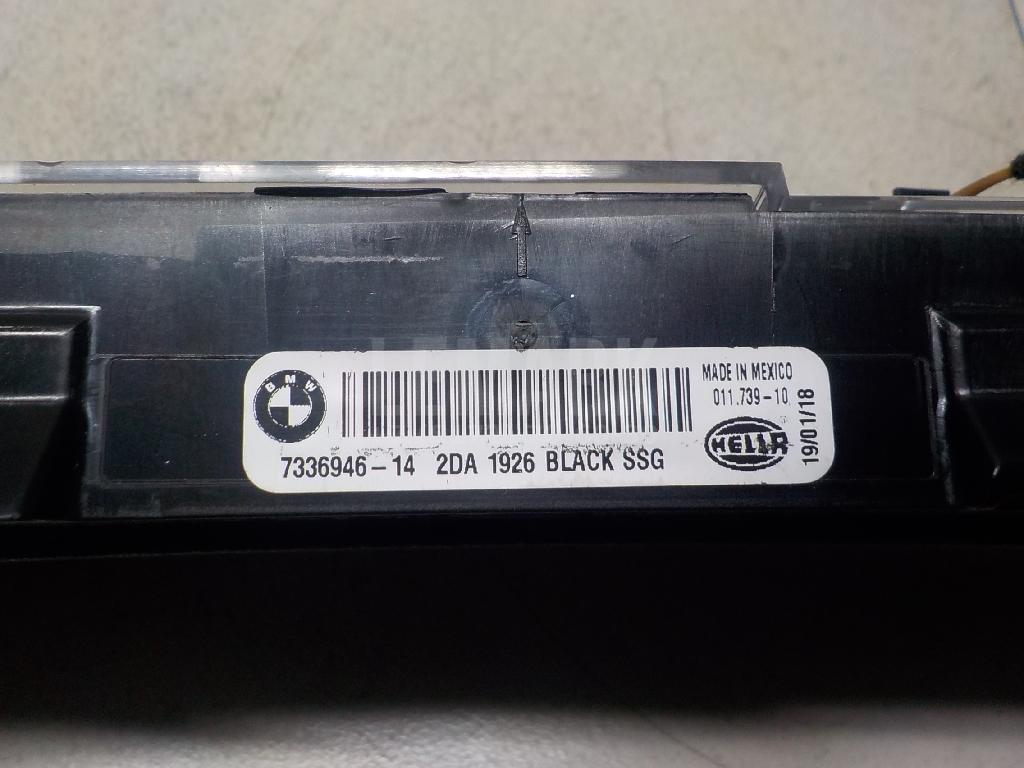 BMW
MADE IN MEXICO
011.739-10
HELLA
19/01/18
7336946-14 2DA 1926 BLACK SSG